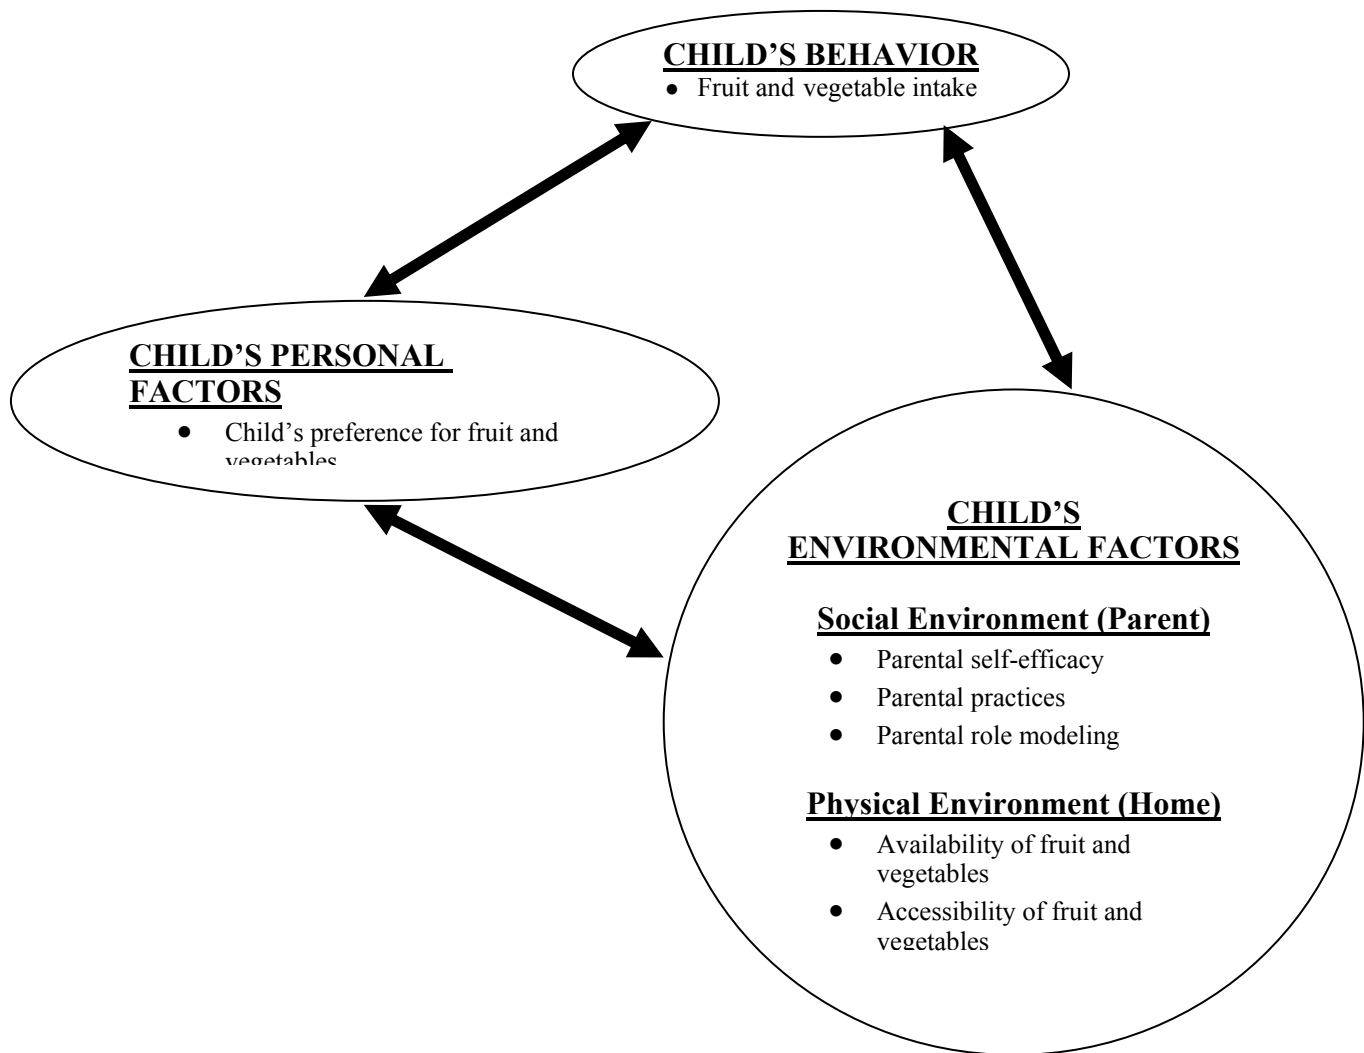 CHILD’S BEHAVIOR
● Fruit and vegetable intake
CHILD’S PERSONAL
FACTORS
● Child’s preference for fruit and
vegetables
CHILD’S
ENVIRONMENTAL FACTORS
Social Environment (Parent)
● Parental self-efficacy
● Parental practices
● Parental role modeling
Physical Environment (Home)
● Availability of fruit and
vegetables
● Accessibility of fruit and
vegetables